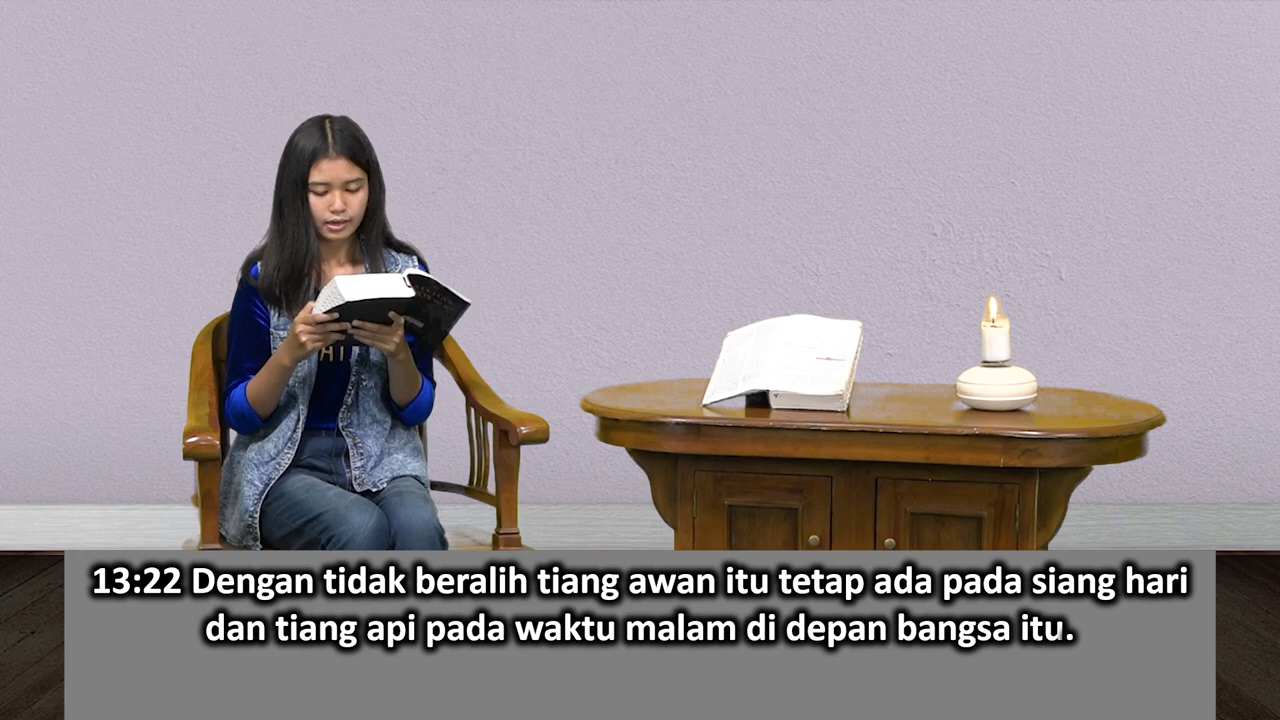 13:22 Dengan tidak beralih tiang awan itu tetap ada pada siang hari
dan tiang api pada waktu malam di depan bangsa itu.